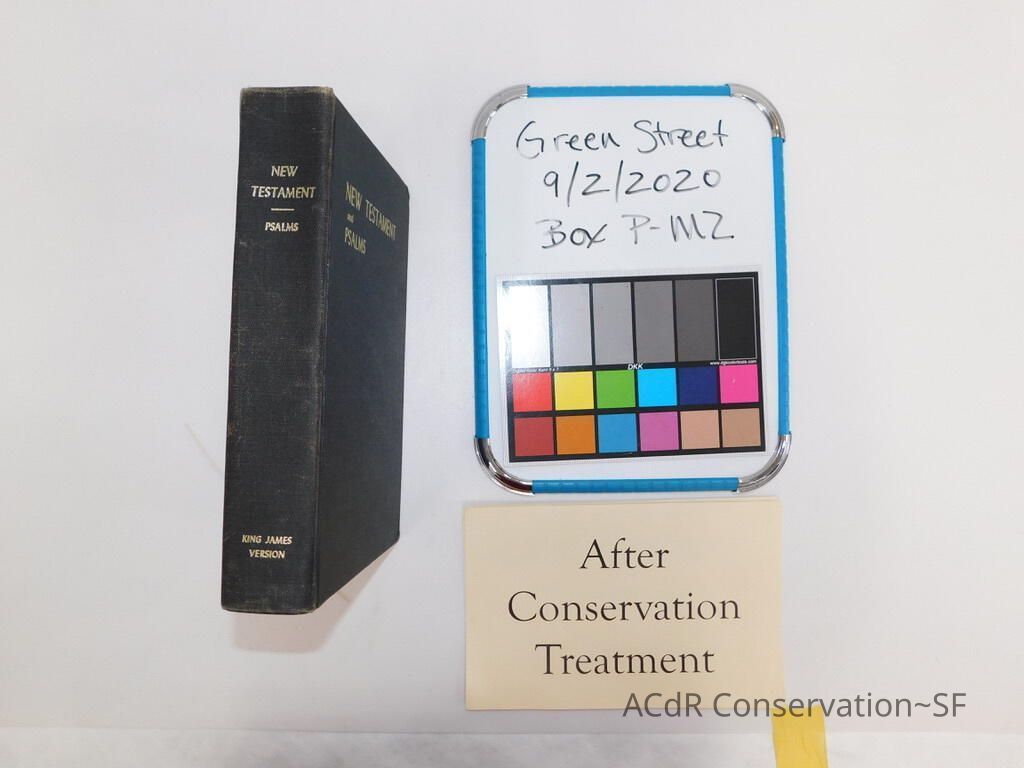 NEW
TESTAMENT
PSALMS
KING JAMES
VERSION
NEW TESTAMENT
and
PSALMS
Green Street
9/2/2020
Box P-M2
DKK
After
Conservation
Treatment
ACdR Conservation~SF